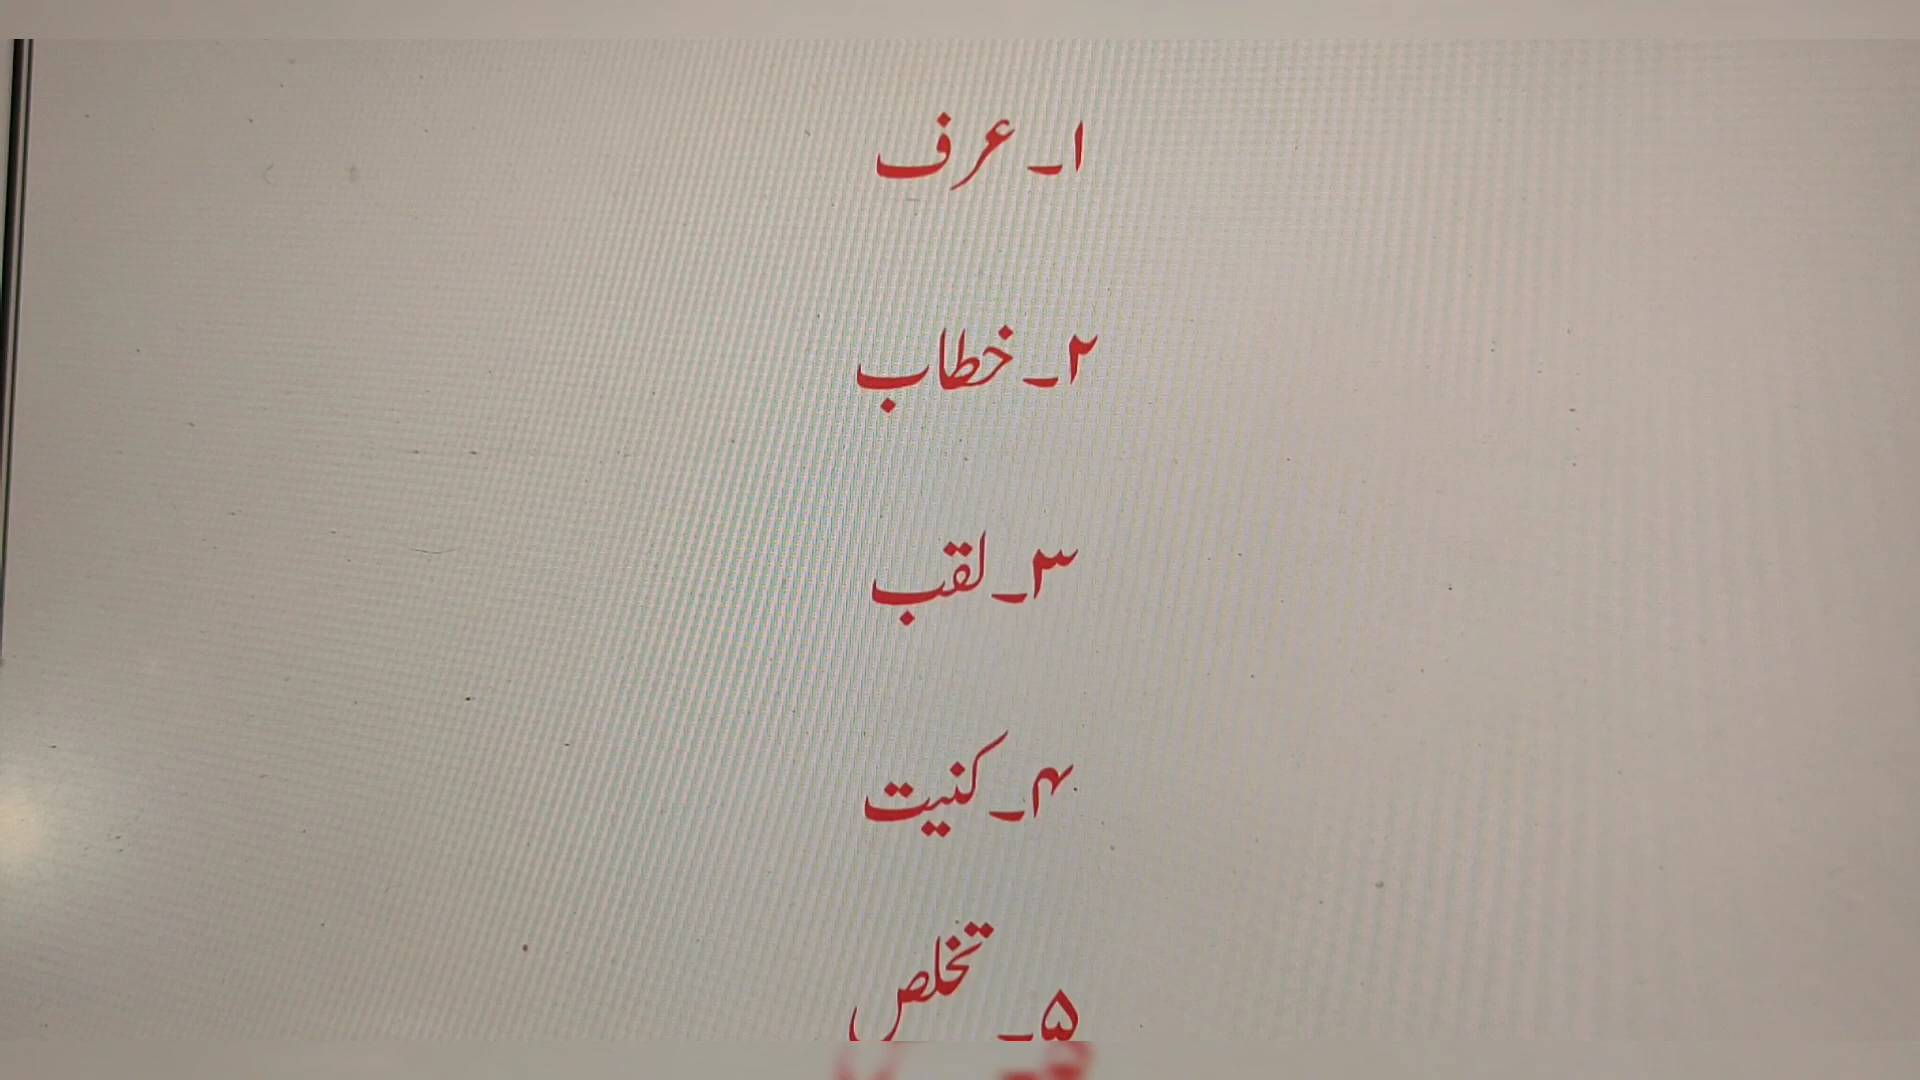 ۱۔ عرف
۲۔ خطاب
۳۔ لقب
۴۔ کنیت
۵۔ تخلص